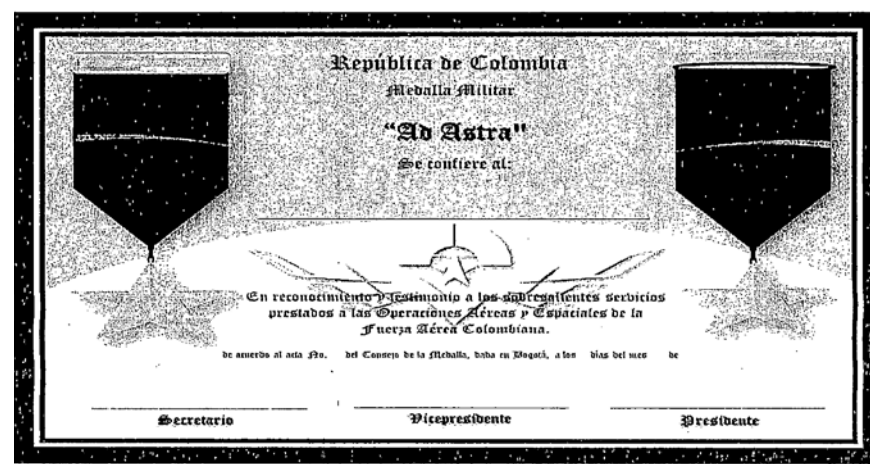 República de Colombia
Medalla Militar
“Ad Astra"
Se confiere al:
En reconocimiento y testimonio a los sobresalientes servicios
prestados a las Operaciones Aéreas y Espaciales de la
Fuerza Aérea Colombiana.
de acuerdo al acta No. del Consejo de la Medalla, dada en Bogotá, a los días del mes de
Secretario Vicepresidente Presidente